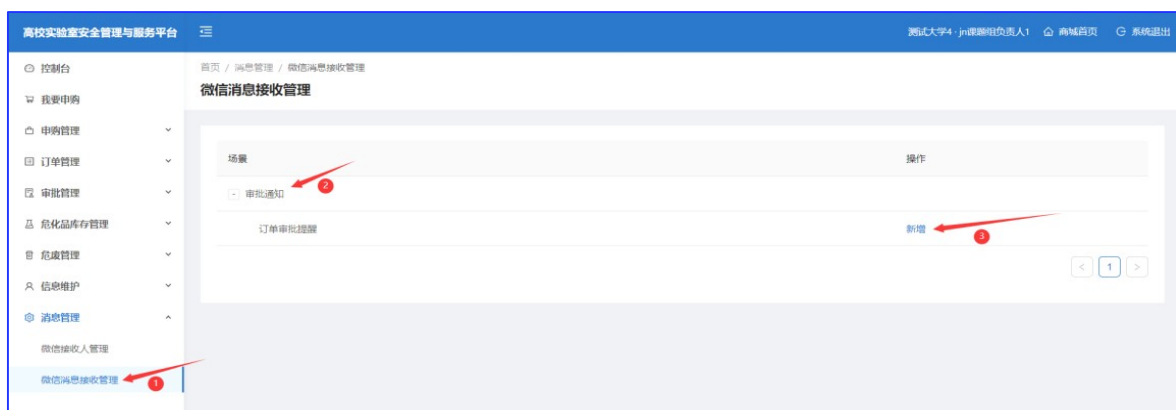 高校实验室安全管理与服务平台
测试大学4 - jn课题组负责人1 商城首页 系统退出
控制台
我要申购
申购管理
订单管理
审批管理
危化品库存管理
危废管理
信息维护
消息管理
微信接收人管理
微信消息接收管理
1
首页 / 消息管理 / 微信消息接收管理
微信消息接收管理
场景 操作
- 审批通知
2
订单审批提醒 新增
3
< 1 >